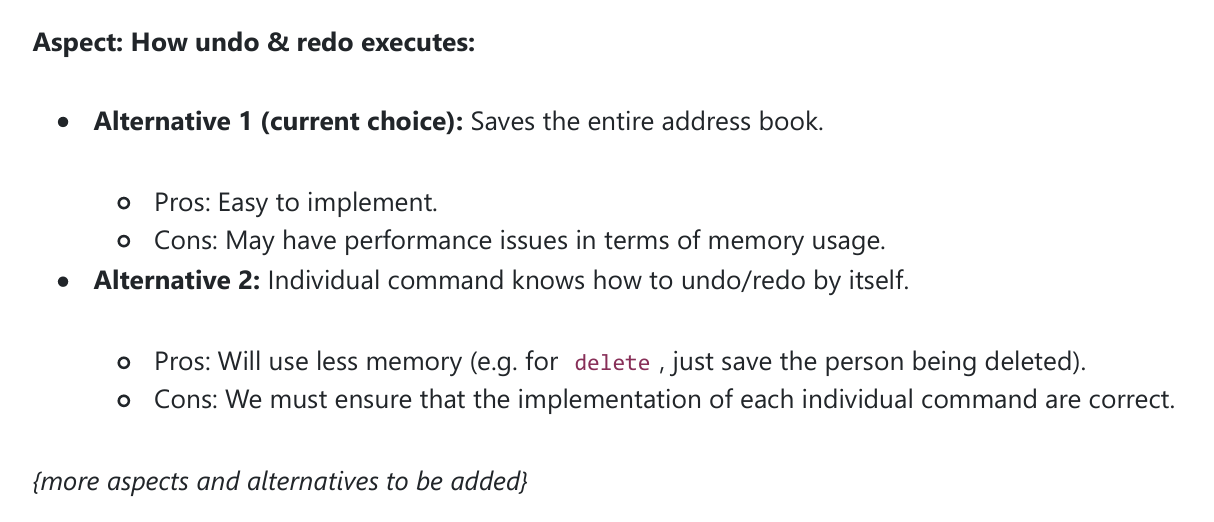 Aspect: How undo & redo executes:
Alternative 1 (current choice): Saves the entire address book.
Pros: Easy to implement.
Cons: May have performance issues in terms of memory usage.
Alternative 2: Individual command knows how to undo/redo by itself.
Pros: Will use less memory (e.g. for delete , just save the person being deleted).
Cons: We must ensure that the implementation of each individual command are correct.
{more aspects and alternatives to be added}